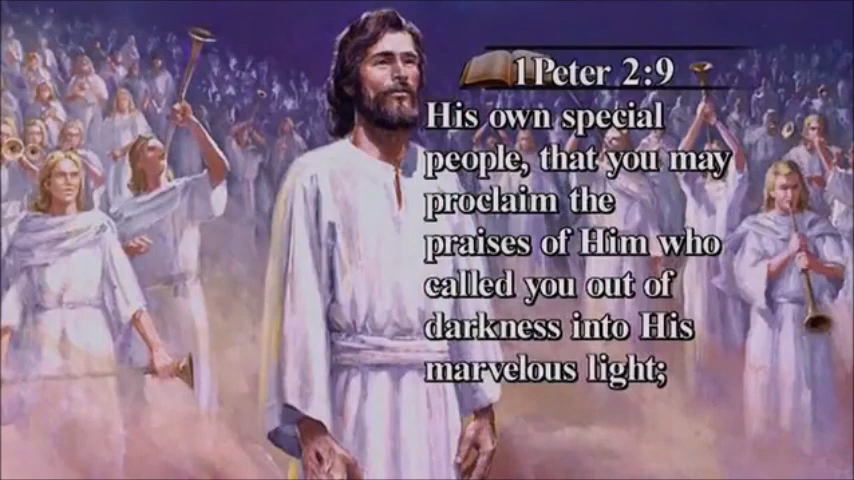 1Peter 2:9
His own special
people, that you may
proclaim the
praises of Him who
called you out of
darkness into His
marvelous light;